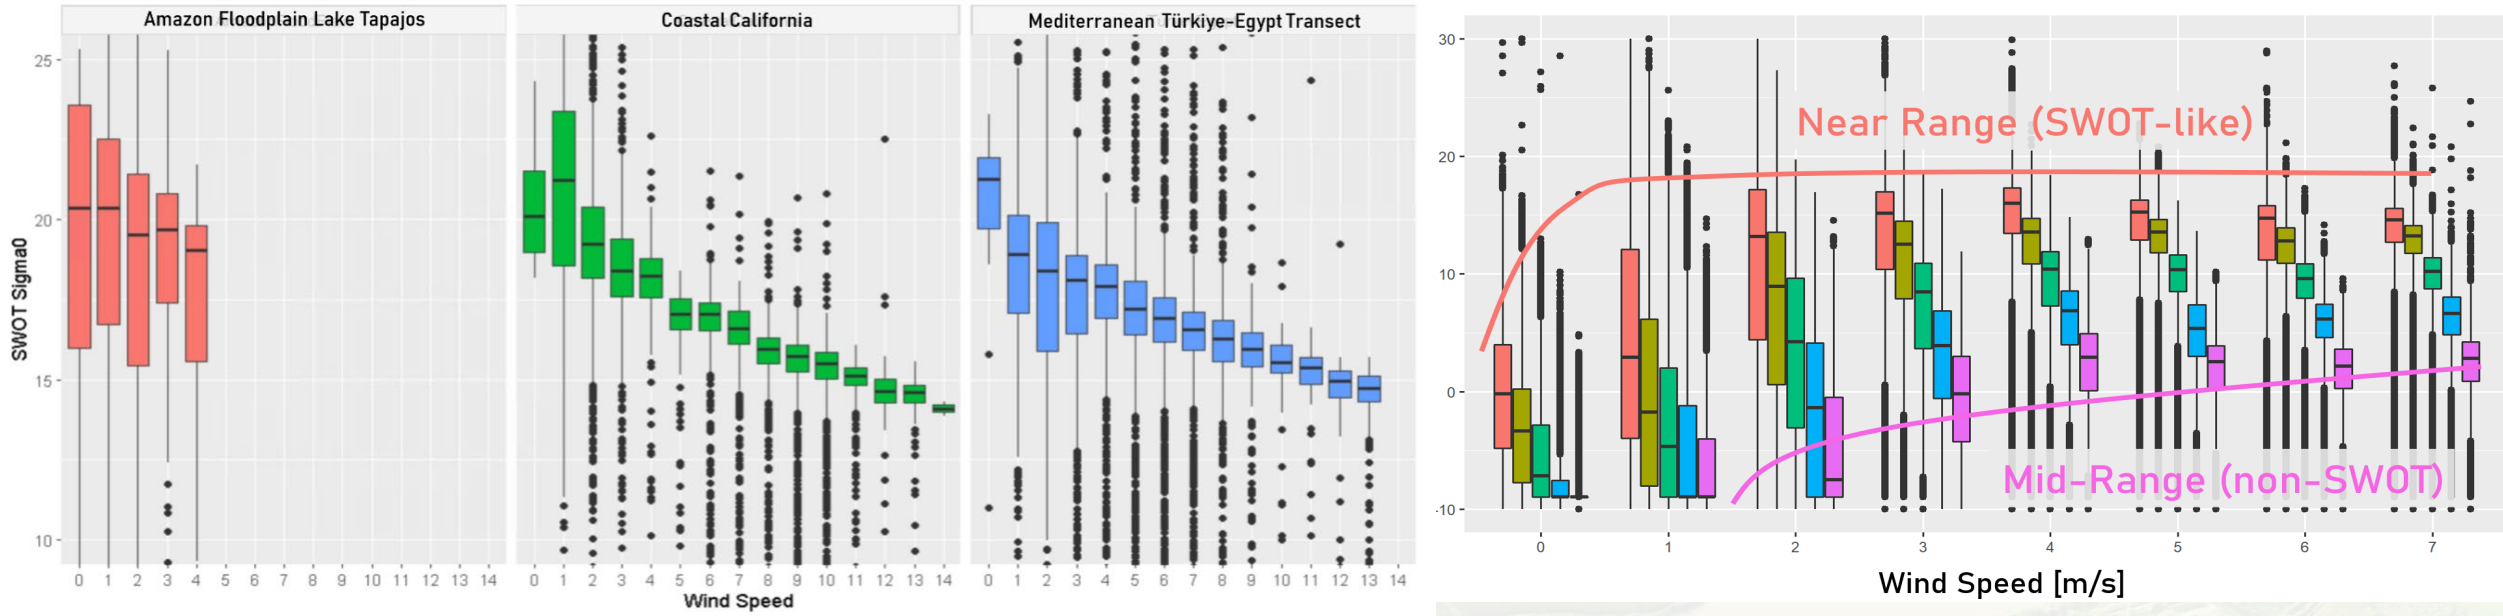 Amazon Floodplain Lake Tapajos
Coastal California
Mediterranean Türkiye-Egypt Transect
SWOT Sigma0
25
20
15
10
0 1 2 3 4 5 6 7 8 9 10 11 12 13 14
0 1 2 3 4 5 6 7 8 9 10 11 12 13 14
0 1 2 3 4 5 6 7 8 9 10 11 12 13 14
Wind Speed
30
20
10
0
-10
Near Range (SWOT-like)
Mid-Range (non-SWOT)
0 1 2 3 4 5 6 7
Wind Speed [m/s]